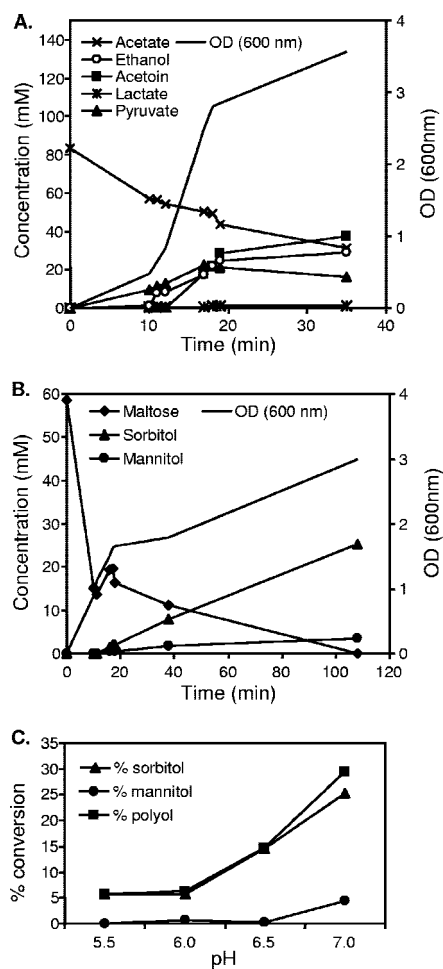 A.
140
120
100
80
60
40
20
0
Concentration (mM)
Acetate
OD (600 nm)
Ethanol
Acetoin
Lactate
Pyruvate
4
3
2
1
0
OD (600nm)
0 10 20 30 40
Time (min)
B.
60
50
40
30
20
10
0
Concentration (mM)
Maltose
OD (600 nm)
Sorbitol
Mannitol
4
3
2
1
0
OD (600nm)
0 20 40 60 80 100 120
Time (min)
C.
35
30
25
20
15
10
5
0
% conversion
% sorbitol
% mannitol
% polyol
5.5 6.0 6.5 7.0
pH